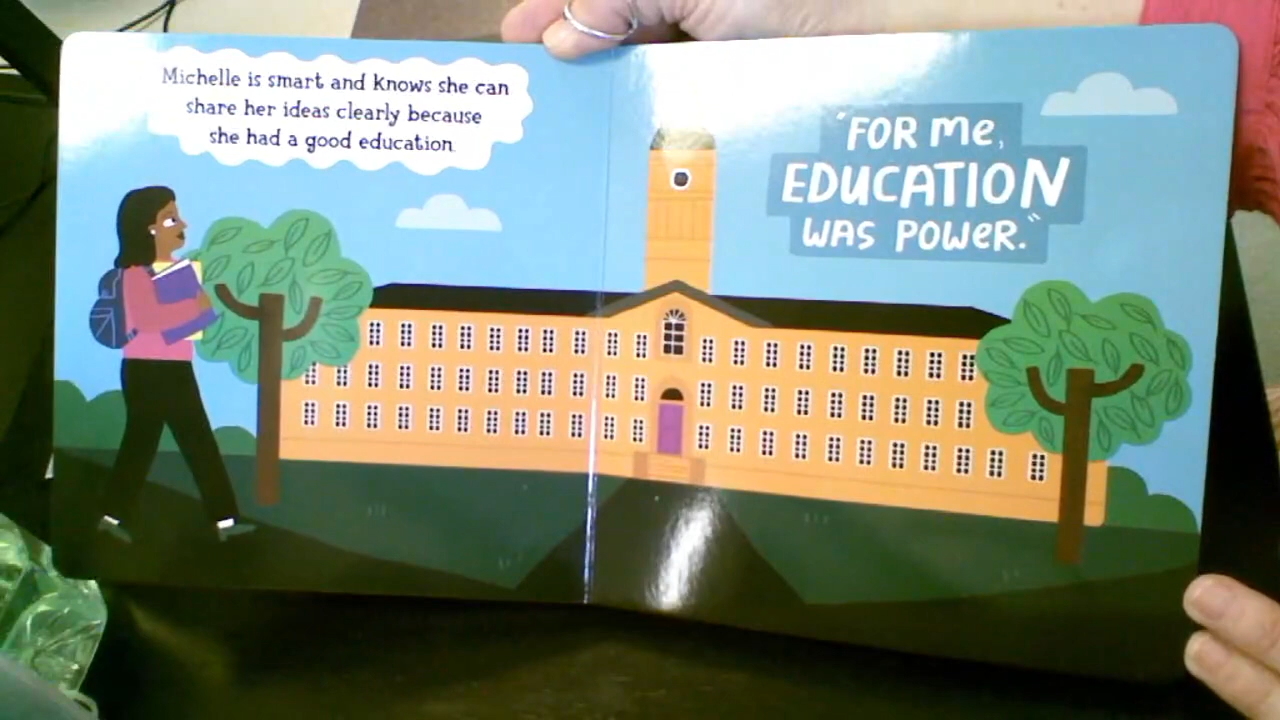 Michelle is smart and knows she can
share her ideas clearly because
she had a good education
"FOR me,
EDUCATION
WAS POWeR."